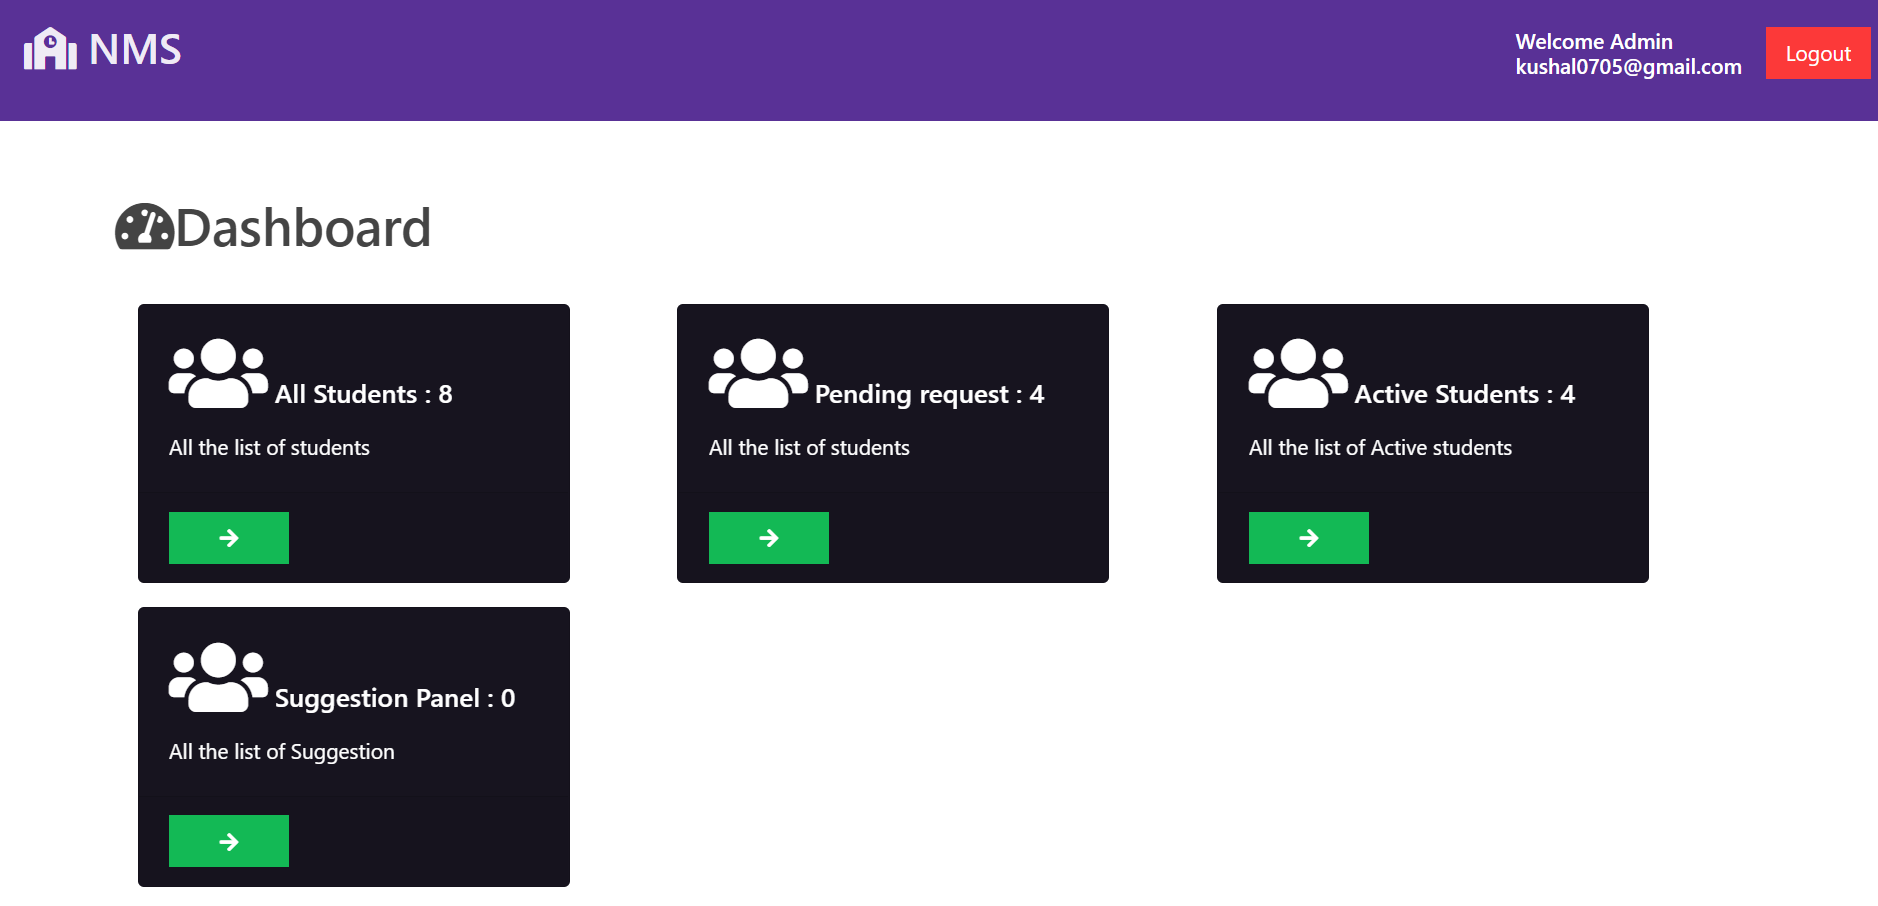 NMS
Welcome Admin
kushal0705@gmail.com
Logout
Dashboard
All Students : 8
All the list of students
Pending request : 4
All the list of students
Active Students : 4
All the list of Active students
Suggestion Panel : 0
All the list of Suggestion